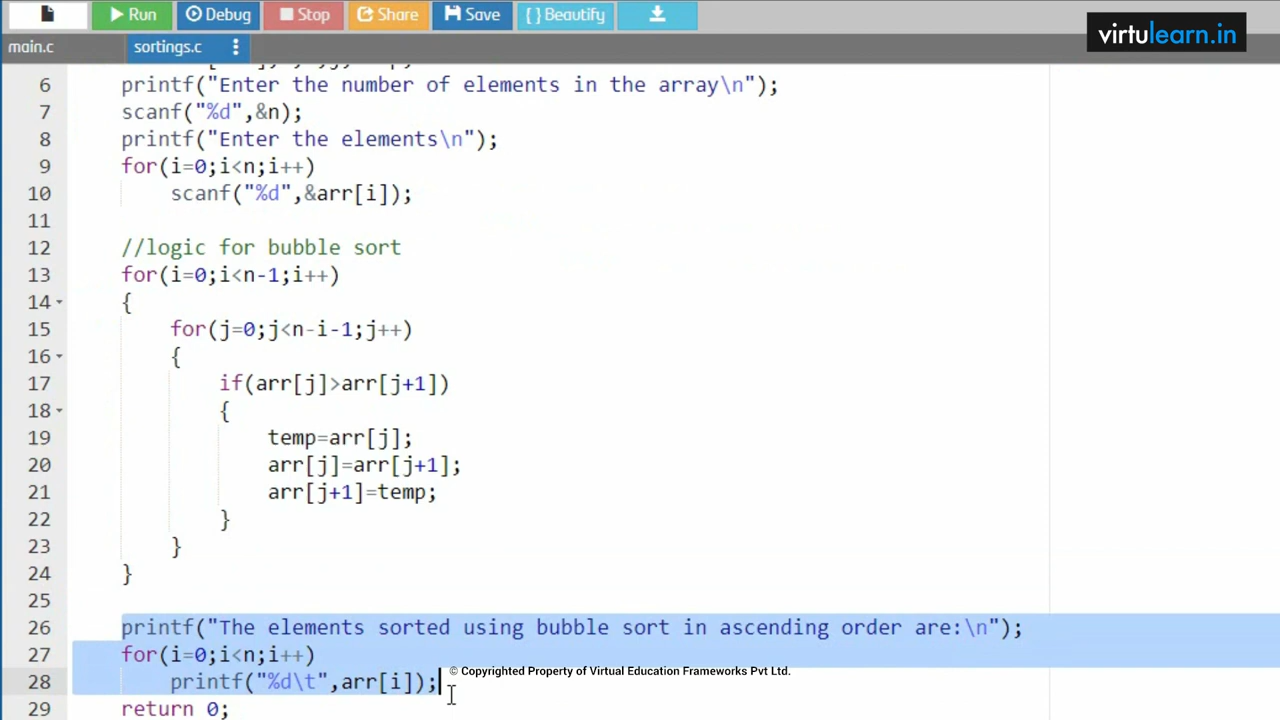 Run Debug Stop Share Save { } Beautify
virtulearn.in
main.c sortings.c
6 printf("Enter the number of elements in the array\n");
7 scanf("%d",&n);
8 printf("Enter the elements\n");
9 for(i=0;i<n;i++)
10 scanf("%d",&arr[i]);
11
12 //logic for bubble sort
13 for(i=0;i<n-1;i++)
14 {
15 for(j=0;j<n-i-1;j++)
16 {
17 if(arr[j]>arr[j+1])
18 {
19 temp=arr[j];
20 arr[j]=arr[j+1];
21 arr[j+1]=temp;
22 }
23 }
24 }
25
26 printf("The elements sorted using bubble sort in ascending order are:\n");
27 for(i=0;i<n;i++)
© Copyrighted Property of Virtual Education Frameworks Pvt Ltd.
28 printf("%d\t",arr[i]);
29 return 0;